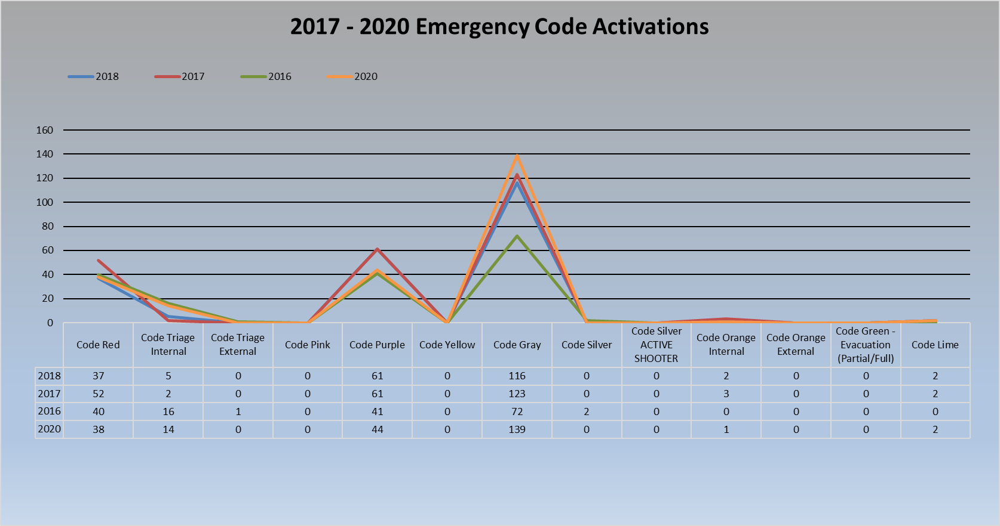 2017 - 2020 Emergency Code Activations
2018 2017 2016 2020
160
140
120
100
80
60
40
20
0
Code Red
Code Triage
Internal
Code Triage
External
Code Pink
Code Purple
Code Yellow
Code Gray
Code Silver
Code Silver
ACTIVE
SHOOTER
Code Orange
Internal
Code Orange
External
Code Green -
Evacuation
(Partial/Full)
Code Lime
2018 37 5 0 0 61 0 116 0 0 2 0 0 2
2017 52 2 0 0 61 0 123 0 0 3 0 0 2
2016 40 16 1 0 41 0 72 2 0 0 0 0 0
2020 38 14 0 0 44 0 139 0 0 1 0 0 2